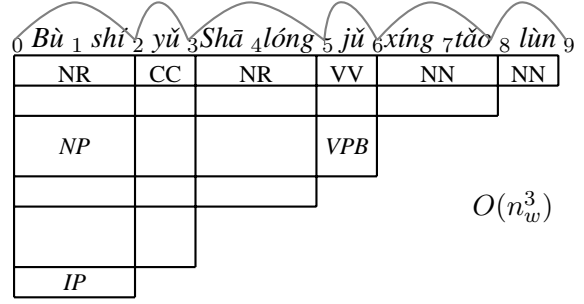 0 Bù 1 shí 2 yǔ 3 Shā 4 lóng 5 jǔ 6 xíng 7 tǎo 8 lùn 9
NR CC NR VV NN NN
NP VPB
O(n_w^3)
IP